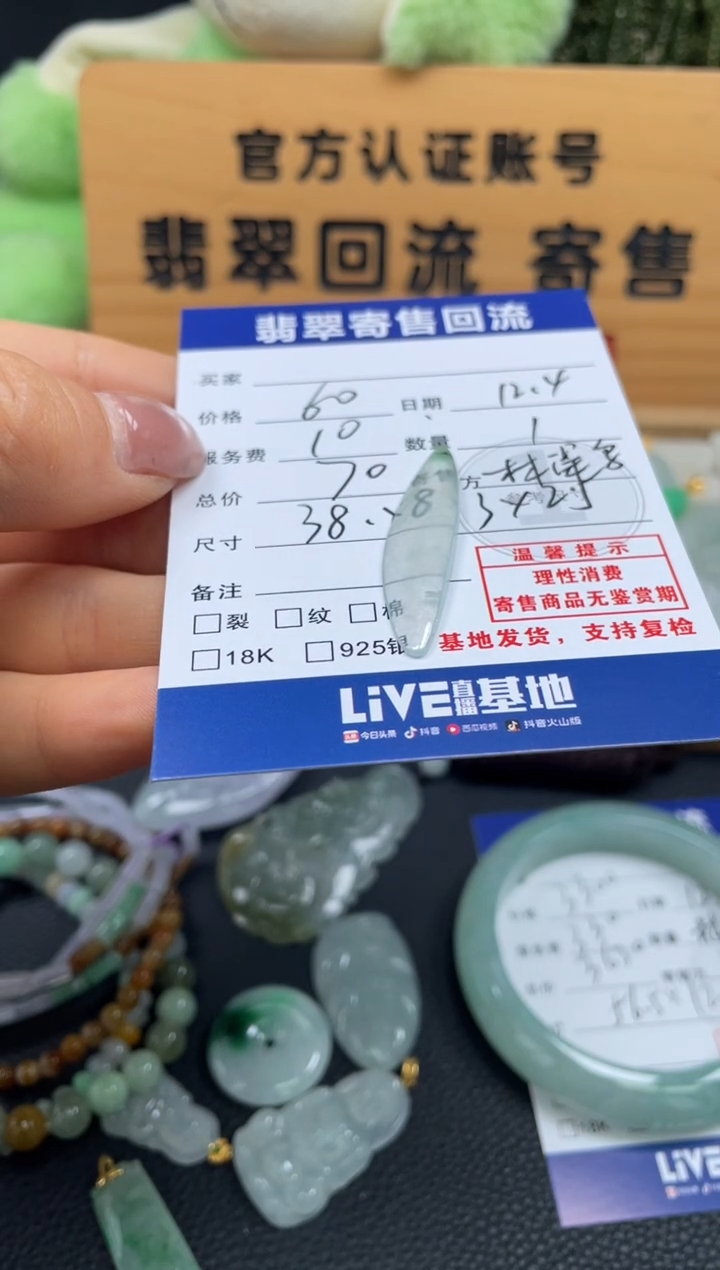 官方认证账号
翡翠回流 寄售
翡翠寄售回流
买家
价格 60 日期 12.4
服务费 10 数量 1
总价 70 寄售方
尺寸 38.
备注
裂 纹 棉
18K 925银
温馨提示
理性消费
寄售商品无鉴赏期
基地发货，支持复检
LiVE直播基地
今日头条 抖音 西瓜视频 抖音火山版
LiVE